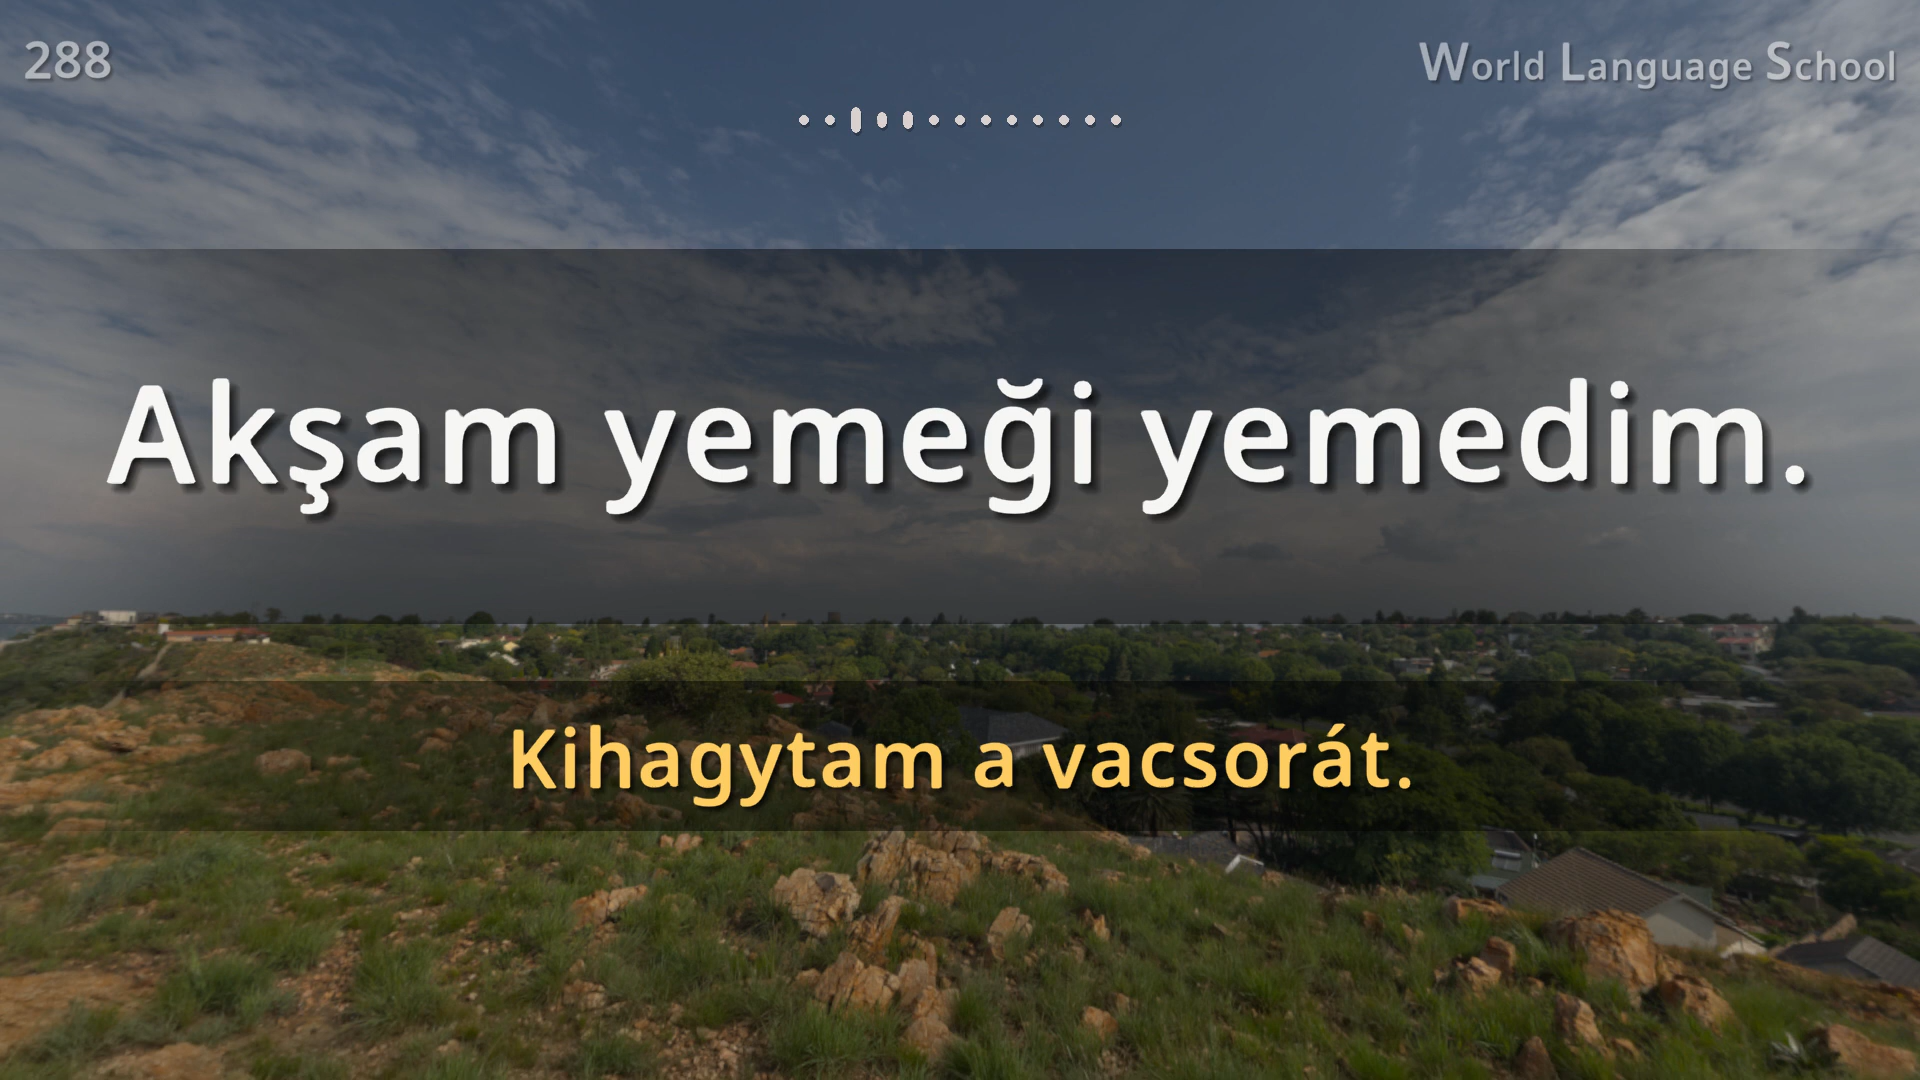 288
World Language School
Akşam yemeği yemedim.
Kihagytam a vacsorát.